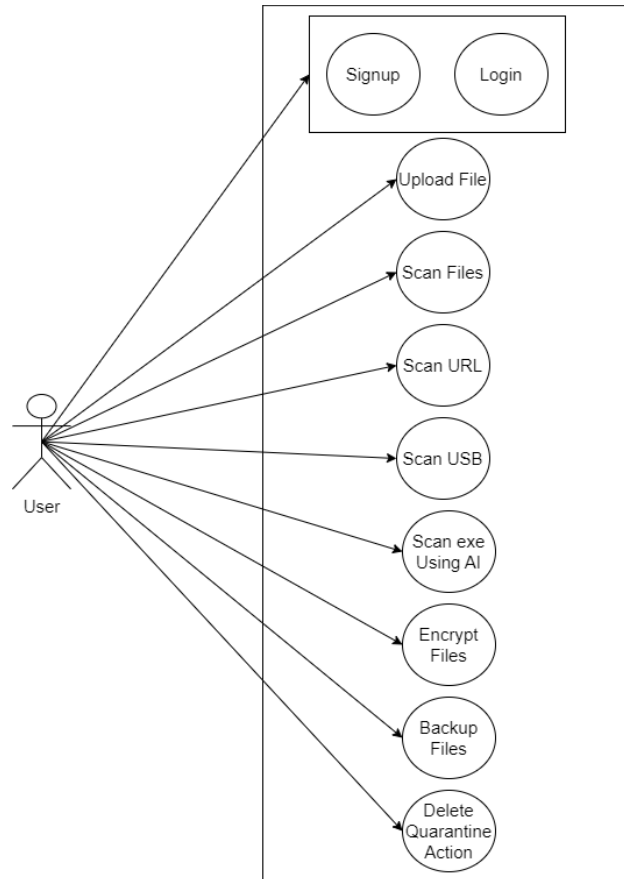 Signup
Login
Upload File
Scan Files
Scan URL
Scan USB
User
Scan exe
Using AI
Encrypt
Files
Backup
Files
Delete
Quarantine
Action